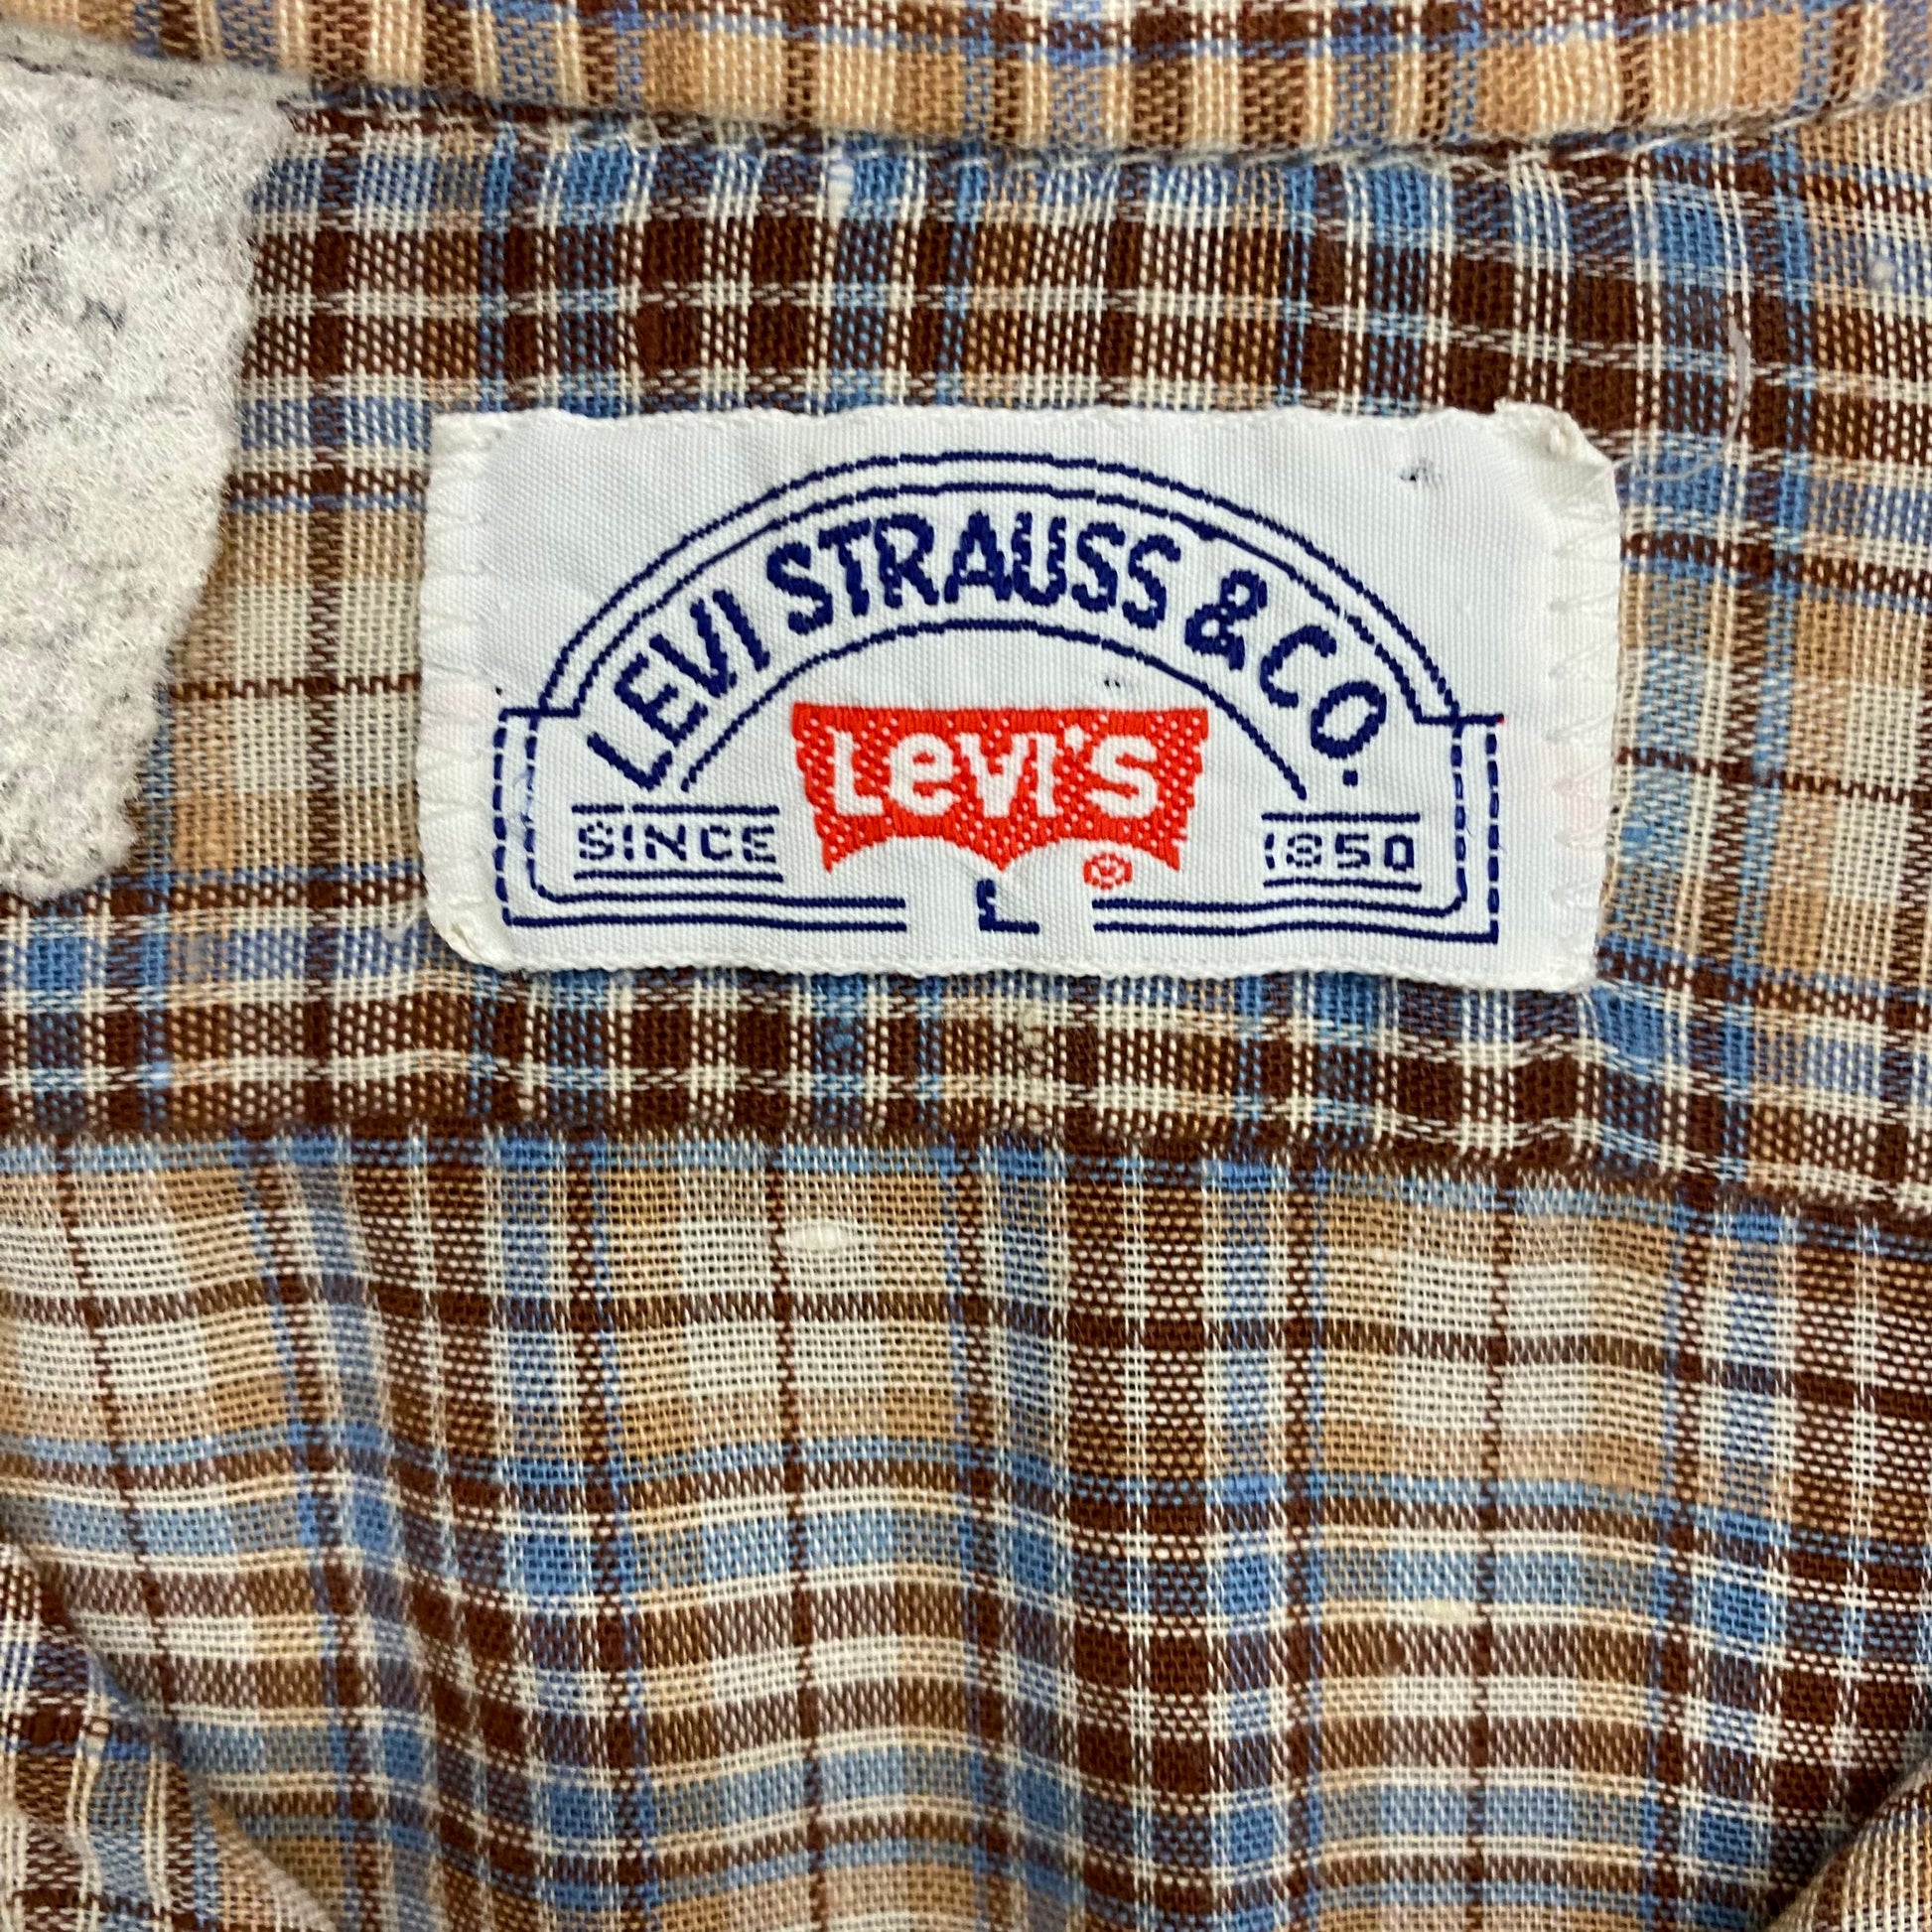 LEVI STRAUSS & CO.
LEVI'S ®
SINCE 1850
L